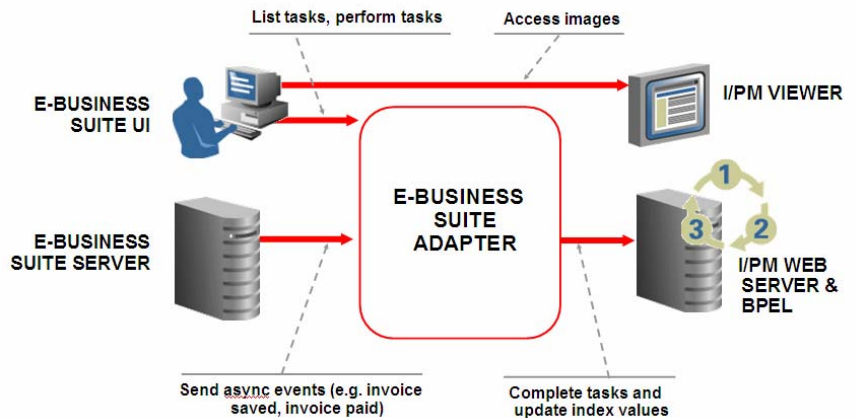 List tasks, perform tasks
Access images
E-BUSINESS
SUITE UI
I/PM VIEWER
E-BUSINESS
SUITE ADAPTER
E-BUSINESS
SUITE SERVER
1
2
3
I/PM WEB
SERVER &
BPEL
Send async events (e.g. invoice
saved, invoice paid)
Complete tasks and
update index values